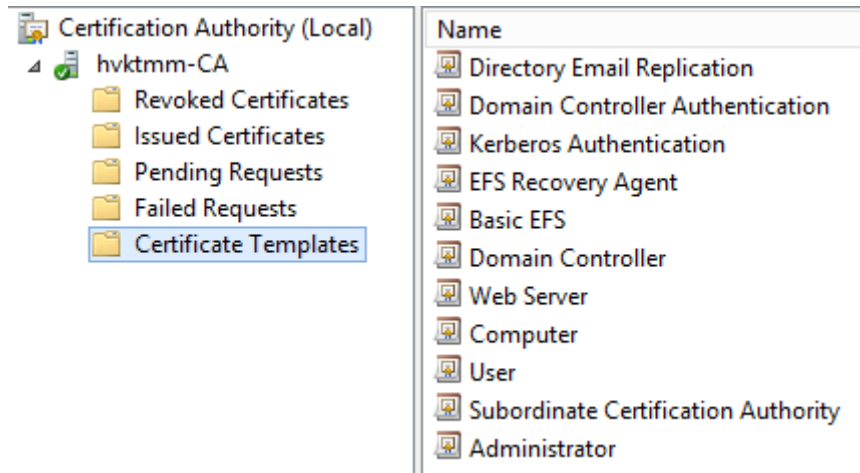 Certification Authority (Local)
hvktmm-CA
Revoked Certificates
Issued Certificates
Pending Requests
Failed Requests
Certificate Templates
Name
Directory Email Replication
Domain Controller Authentication
Kerberos Authentication
EFS Recovery Agent
Basic EFS
Domain Controller
Web Server
Computer
User
Subordinate Certification Authority
Administrator